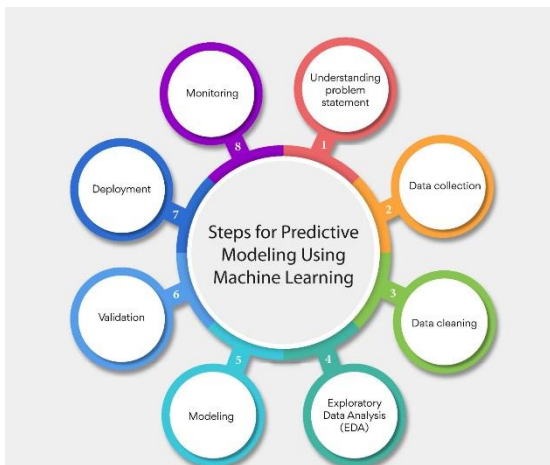 Steps for Predictive
Modeling Using
Machine Learning
1
Understanding
problem
statement
2
Data collection
3
Data cleaning
4
Exploratory
Data Analysis
(EDA)
5
Modeling
6
Validation
7
Deployment
8
Monitoring